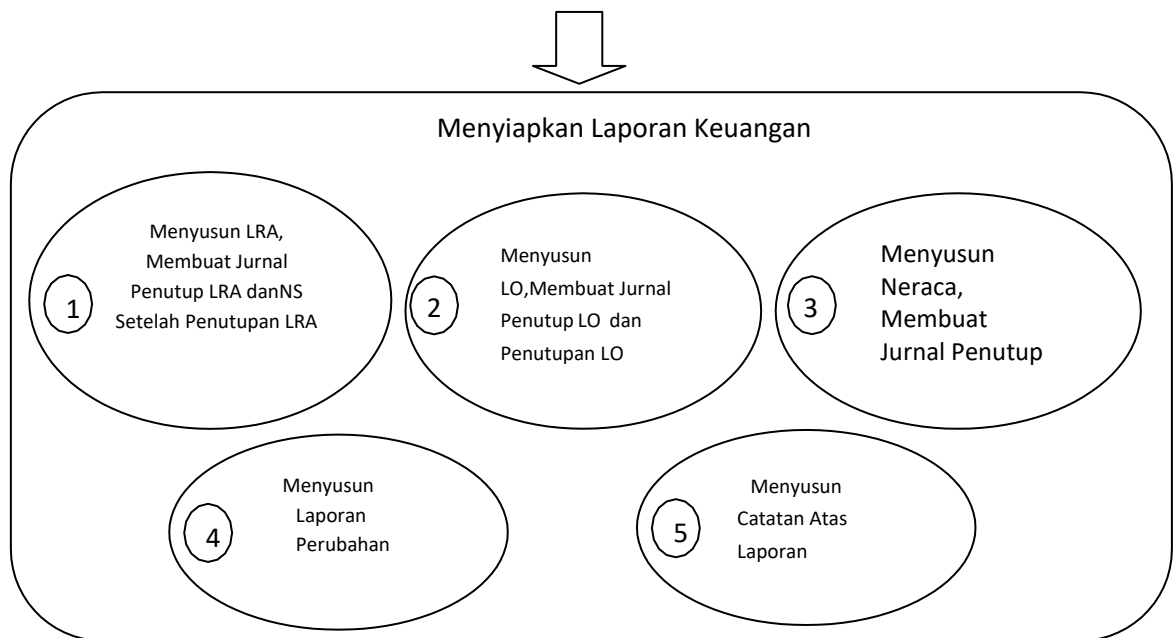 Menyiapkan Laporan Keuangan
1
Menyusun LRA,
Membuat Jurnal
Penutup LRA danNS
Setelah Penutupan LRA
2
Menyusun
LO,Membuat Jurnal
Penutup LO dan
Penutupan LO
3
Menyusun
Neraca,
Membuat
Jurnal Penutup
4
Menyusun
Laporan
Perubahan
5
Menyusun
Catatan Atas
Laporan